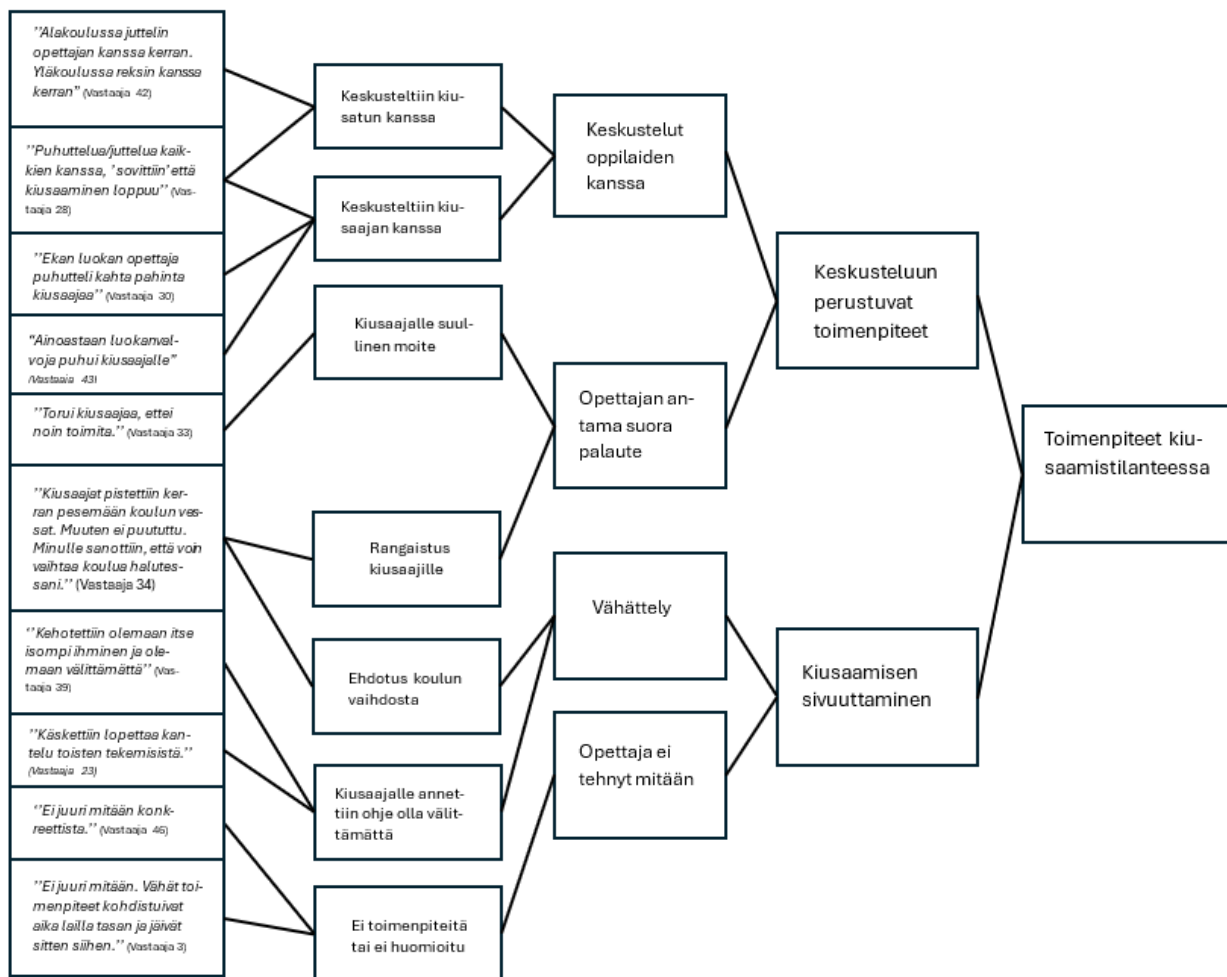 ’’Alakoulussa juttelin
opettajan kanssa kerran.
Yläkoulussa reksin kanssa
kerran” (Vastaaja 42)
’’Puhuttelua/juttelua kaik-
kien kanssa, ’sovittiin’ että
kiusaaminen loppuu’’ (Vas-
taaja 28)
’’Ekan luokan opettaja
puhutteli kahta pahinta
kiusaajaa’’ (Vastaaja 30)
“Ainoastaan luokanval-
voja puhui kiusaajalle”
(Vastaaja 43)
’’Torui kiusaajaa, ettei
noin toimita.’’ (Vastaaja 33)
’’Kiusaajat pistettiin ker-
ran pesemään koulun ves-
sat. Muuten ei puututtu.
Minulle sanottiin, että voin
vaihtaa koulua halutes-
sani.’’ (Vastaaja 34)
‘’Kehotettiin olemaan itse
isompi ihminen ja ole-
maan välittämättä’’ (Vas-
taaja 39)
’’Käskettiin lopettaa kan-
telu toisten tekemisistä.’’
(Vastaaja 23)
‘’Ei juuri mitään konk-
reettista.’’ (Vastaaja 46)
’’Ei juuri mitään. Vähät toi-
menpiteet kohdistuivat
aika lailla tasan ja jäivät
sitten siihen.’’ (Vastaaja 3)
Keskusteltiin kiu-
satun kanssa
Keskusteltiin kiu-
saajan kanssa
Kiusaajalle suul-
linen moite
Rangaistus
kiusaajille
Ehdotus koulun
vaihdosta
Kiusaajalle annet-
tiin ohje olla välit-
tämättä
Ei toimenpiteitä
tai ei huomioitu
Keskustelut
oppilaiden
kanssa
Opettajan an-
tama suora
palaute
Vähättely
Opettaja ei
tehnyt mitään
Keskusteluun
perustuvat
toimenpiteet
Kiusaamisen
sivuuttaminen
Toimenpiteet kiu-
saamistilanteessa